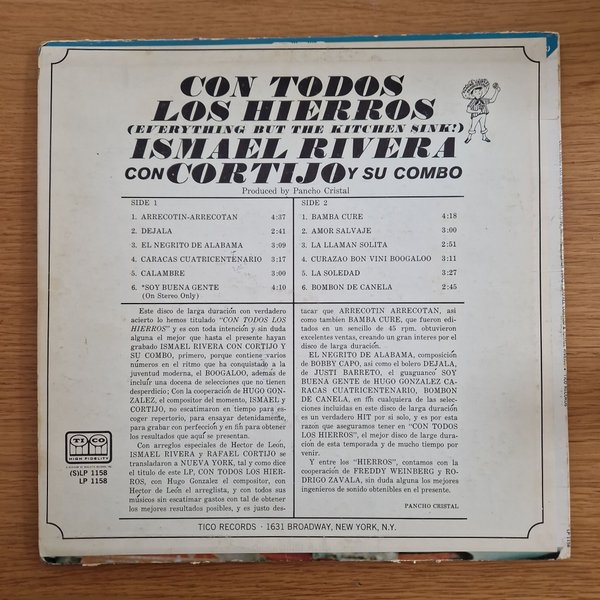 CON TODOS
LOS HIERROS
(EVERYTHING BUT THE KITCHEN SINK!)
ISMAEL RIVERA
CON CORTIJO Y SU COMBO
Produced by Pancho Cristal
SIDE 1
1. ARRECOTIN-ARRECOTAN 4:37
2. DEJALA 2:41
3. EL NEGRITO DE ALABAMA 3:09
4. CARACAS CUATRICENTENARIO 3:17
5. CALAMBRE 3:00
6. *SOY BUENA GENTE 4:10
(On Stereo Only)
SIDE 2
1. BAMBA CURE 4:18
2. AMOR SALVAJE 3:00
3. LA LLAMAN SOLITA 2:51
4. CURAZAO BON VINI BOOGALOO 3:11
5. LA SOLEDAD 3:27
6. BOMBON DE CANELA 2:45
Este disco de larga duración con verdadero
acierto lo hemos titulado "CON TODOS LOS
HIERROS" y es con toda intención y sin duda
alguna el mejor que hasta el presente hayan
grabado ISMAEL RIVERA CON CORTIJO Y
SU COMBO, primero, porque contiene varios
números en el ritmo que ha conquistado a la
juventud moderna, el BOOGALOO, además de
incluir una docena de selecciones que no tienen
desperdicio; Con la cooperación de HUGO GON-
ZALEZ, el compositor del momento, ISMAEL y
CORTIJO, no escatimaron en tiempo para es-
coger repertorio, para ensayar detenidamente,
para grabar con perfección y en fín para obtener
los resultados que aquí se presentan.
Con arreglos especiales de Hector de León,
ISMAEL RIVERA y RAFAEL CORTIJO se
transladaron a NUEVA YORK, tal y como dice
el título de este LP, CON TODOS LOS HIER-
ROS, con Hugo Gonzalez el compositor, con
Hector de León el arreglista, y con todos sus
músicos sin escatimar gastos con tal de obtener
los mejores resultados posibles, y es justo des-
tacar que ARRECOTIN ARRECOTAN, así
como tambien BAMBA CURE, que fueron edi-
tados en un sencillo de 45 rpm. obtuvieron
excelentes ventas, creando un gran interes por el
disco de larga duración.
EL NEGRITO DE ALABAMA, composición
de BOBBY CAPO, así como el bolero DEJALA,
de JUSTI BARRETO, el guaguancó SOY
BUENA GENTE de HUGO GONZALEZ CA-
RACAS CUATRICENTENARIO, BOMBON
DE CANELA, en fín cualquiera de las selec-
ciones incluidas en este disco de larga duración
es un verdadero HIT por si solo, y es por esta
razon que aseguramos tener en "CON TODOS
LOS HIERROS", el mejor disco de larga dura-
ción de esta temporada y de mucho tiempo por
venir.
Y entre los "HIERROS", contamos con la
cooperación de FREDDY WEINBERG y RO-
DRIGO ZAVALA, sin duda alguna los mejores
ingenieros de sonido obtenibles en el presente.
PANCHO CRISTAL
TICO
HIGH FIDELITY
(S)LP 1158
LP 1158
TICO RECORDS · 1631 BROADWAY, NEW YORK, N.Y.